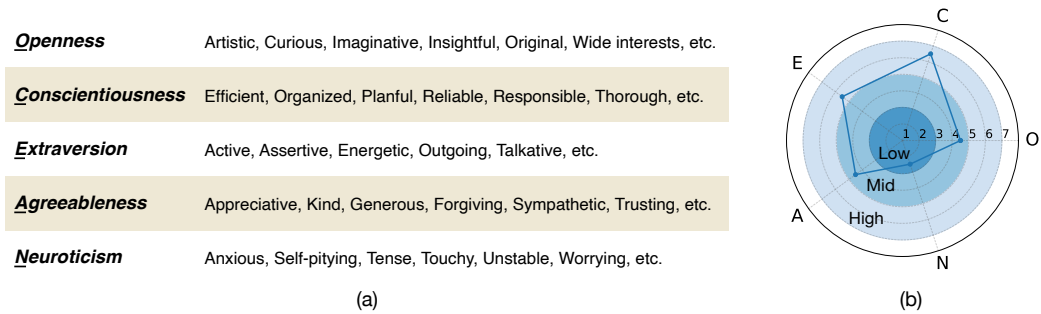 Openness Artistic, Curious, Imaginative, Insightful, Original, Wide interests, etc.
Conscientiousness Efficient, Organized, Planful, Reliable, Responsible, Thorough, etc.
Extraversion Active, Assertive, Energetic, Outgoing, Talkative, etc.
Agreeableness Appreciative, Kind, Generous, Forgiving, Sympathetic, Trusting, etc.
Neuroticism Anxious, Self-pitying, Tense, Touchy, Unstable, Worrying, etc.
(a)
C
E
1 2 3 4 5 6 7
O
Low
Mid
A
High
N
(b)